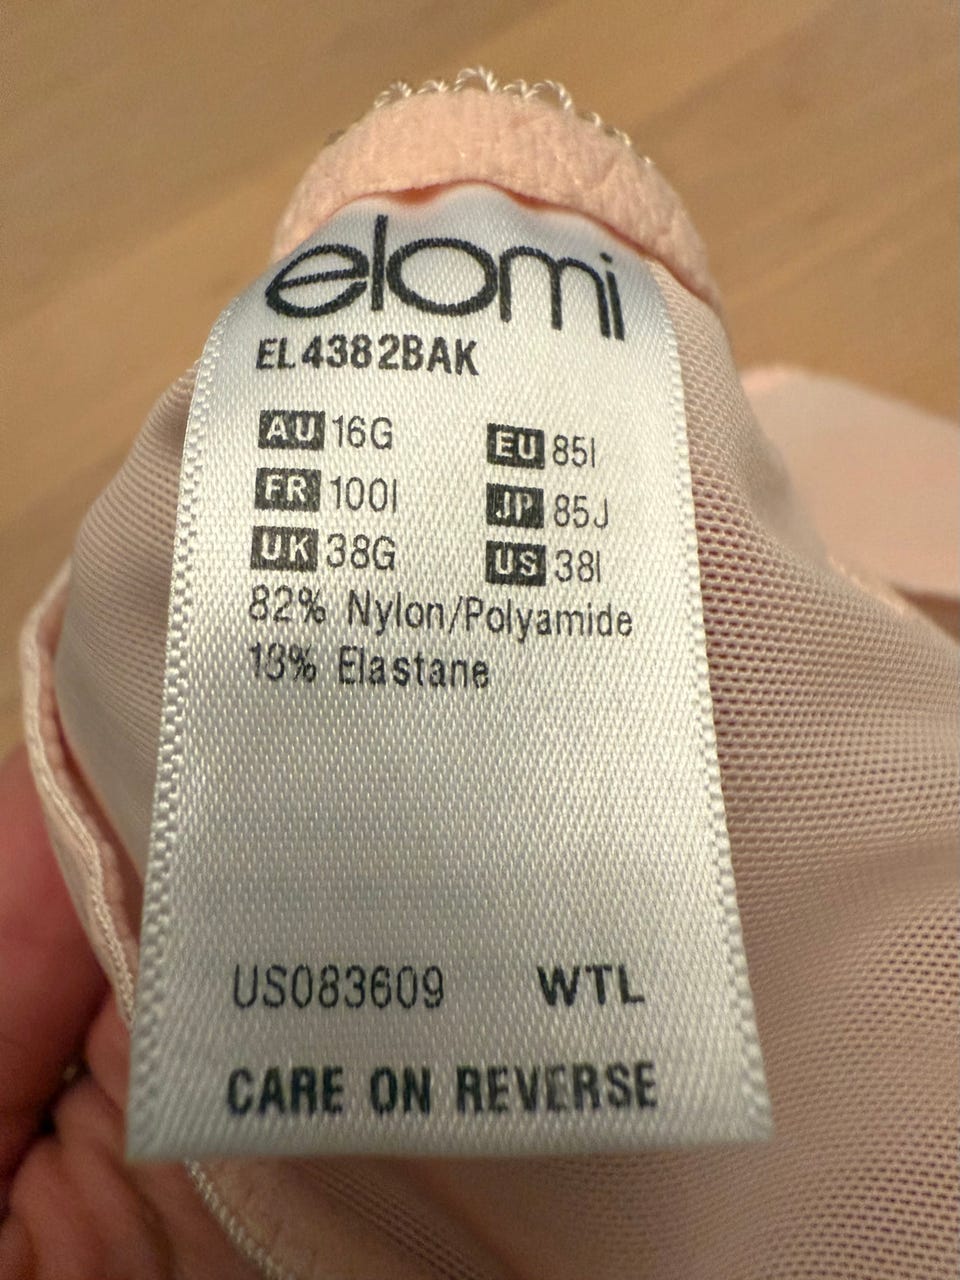 elomi
EL4382BAK
AU 16G EU 85I
FR 100I JP 85J
UK 38G US 38I
82% Nylon/Polyamide
18% Elastane
US083609 WTL
CARE ON REVERSE